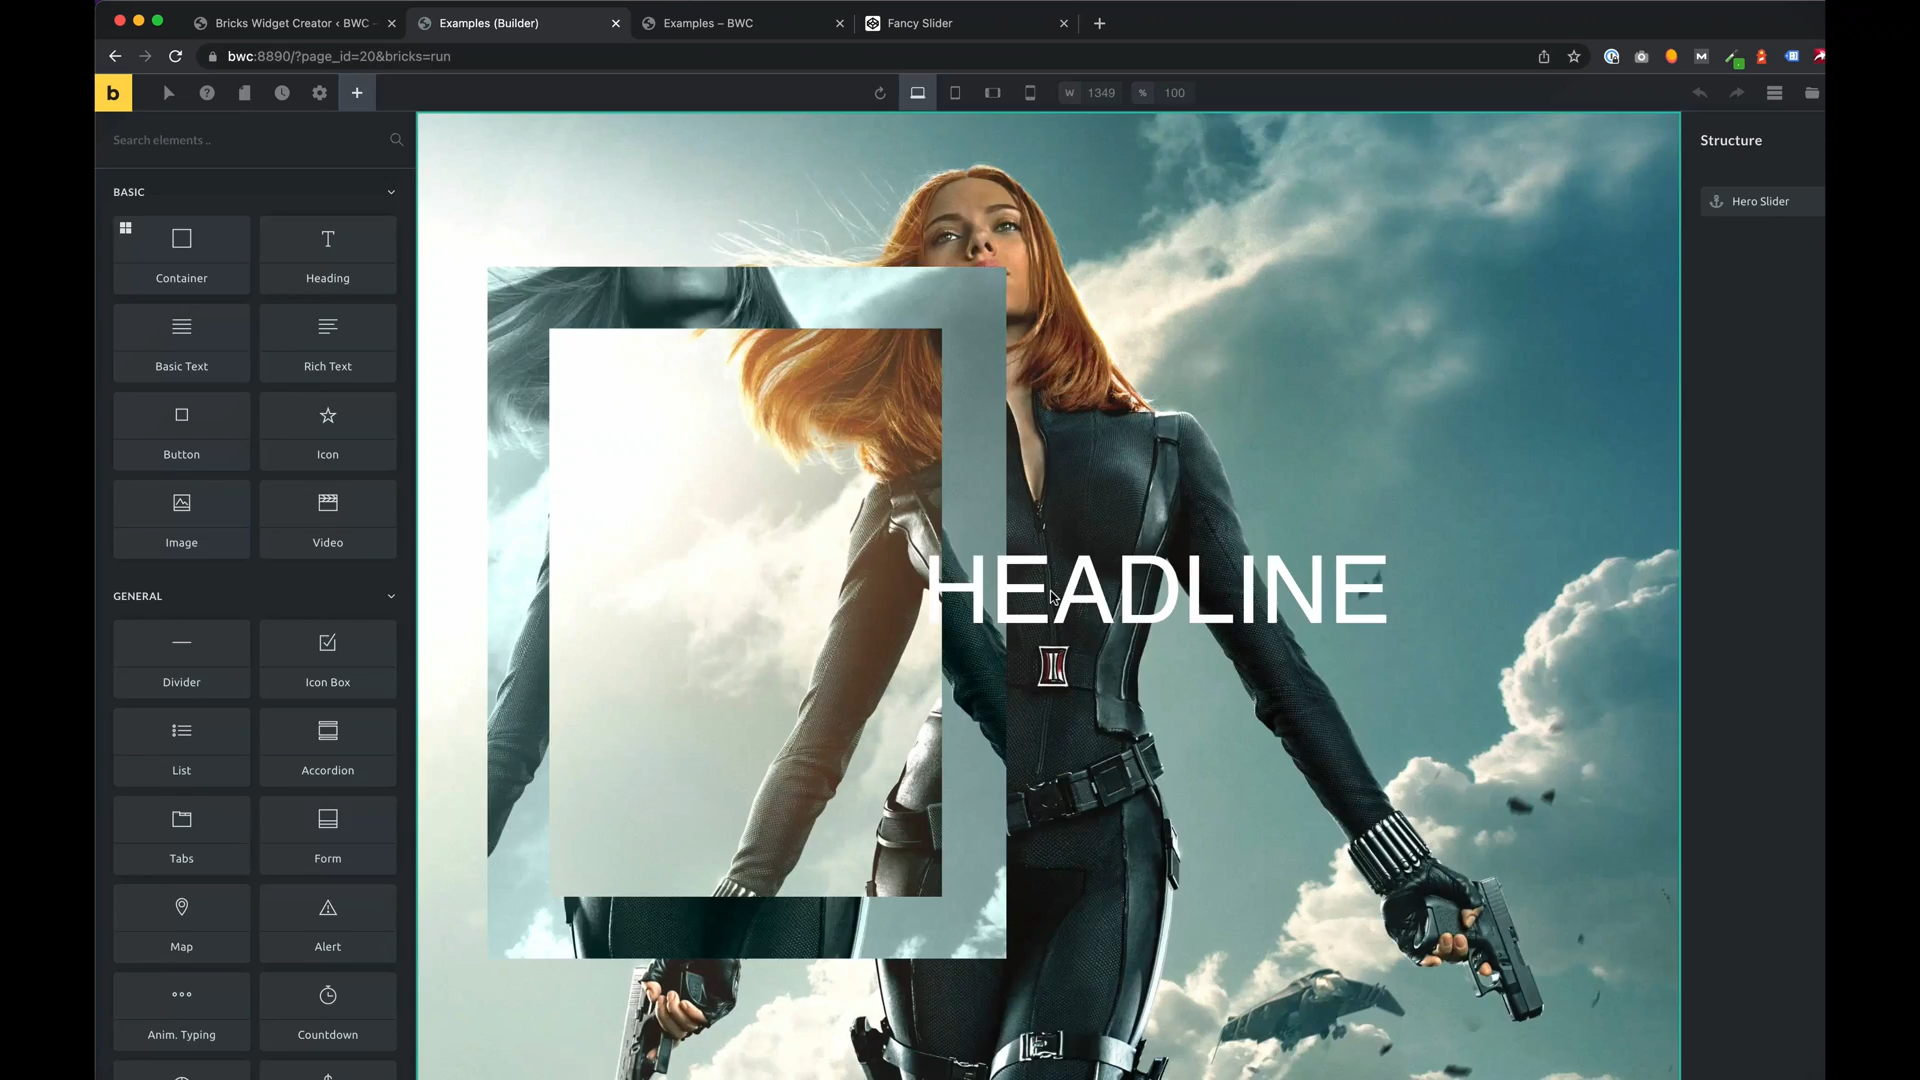 Bricks Widget Creator ‹ BWC
Examples (Builder)
Examples – BWC
Fancy Slider
bwc:8890/?page_id=20&bricks=run
b
W 1349 % 100
Search elements ..
Structure
BASIC
Hero Slider
Container
Heading
Basic Text
Rich Text
Button
Icon
Image
Video
HEADLINE
GENERAL
Divider
Icon Box
List
Accordion
Tabs
Form
Map
Alert
Anim. Typing
Countdown